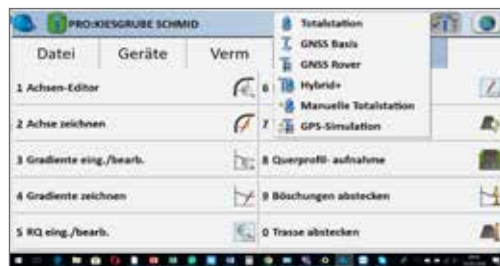 PRO:KIESGRUBE SCHMID
Totalstation
GNSS Basis
GNSS Rover
Hybrid+
Manuelle Totalstation
GPS-Simulation
Datei
Geräte
Verm
1 Achsen-Editor
6
2 Achse zeichnen
7
3 Gradiente eing./bearb.
8 Querprofil- aufnahme
4 Gradiente zeichnen
9 Böschungen abstecken
5 RQ eing./bearb.
0 Trasse abstecken